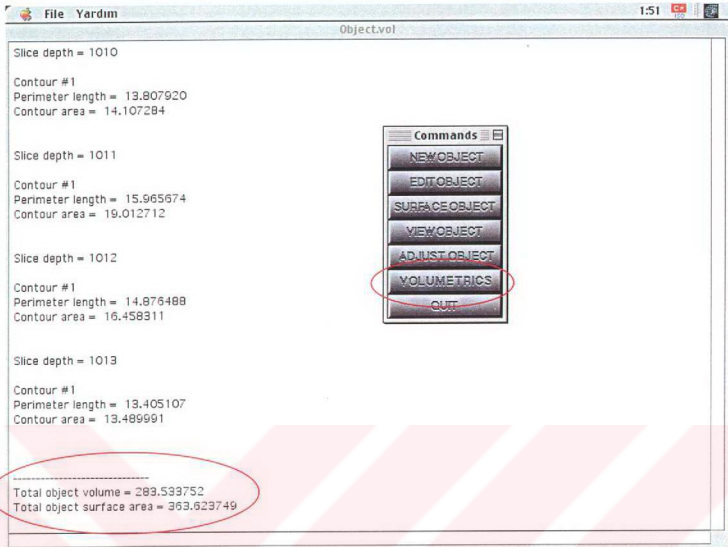 File Yardım 1:51
Object.vol
Slice depth = 1010
Contour #1
Perimeter length = 13.807920
Contour area = 14.107284
Slice depth = 1011
Contour #1
Perimeter length = 15.965674
Contour area = 19.012712
Slice depth = 1012
Contour #1
Perimeter length = 14.876488
Contour area = 16.458311
Slice depth = 1013
Contour #1
Perimeter length = 13.405107
Contour area = 13.489991
------------------------------
Total object volume = 283.533752
Total object surface area = 363.623749
Commands
NEW OBJECT
EDIT OBJECT
SURFACE OBJECT
VIEW OBJECT
ADJUST OBJECT
VOLUMETRICS
QUIT